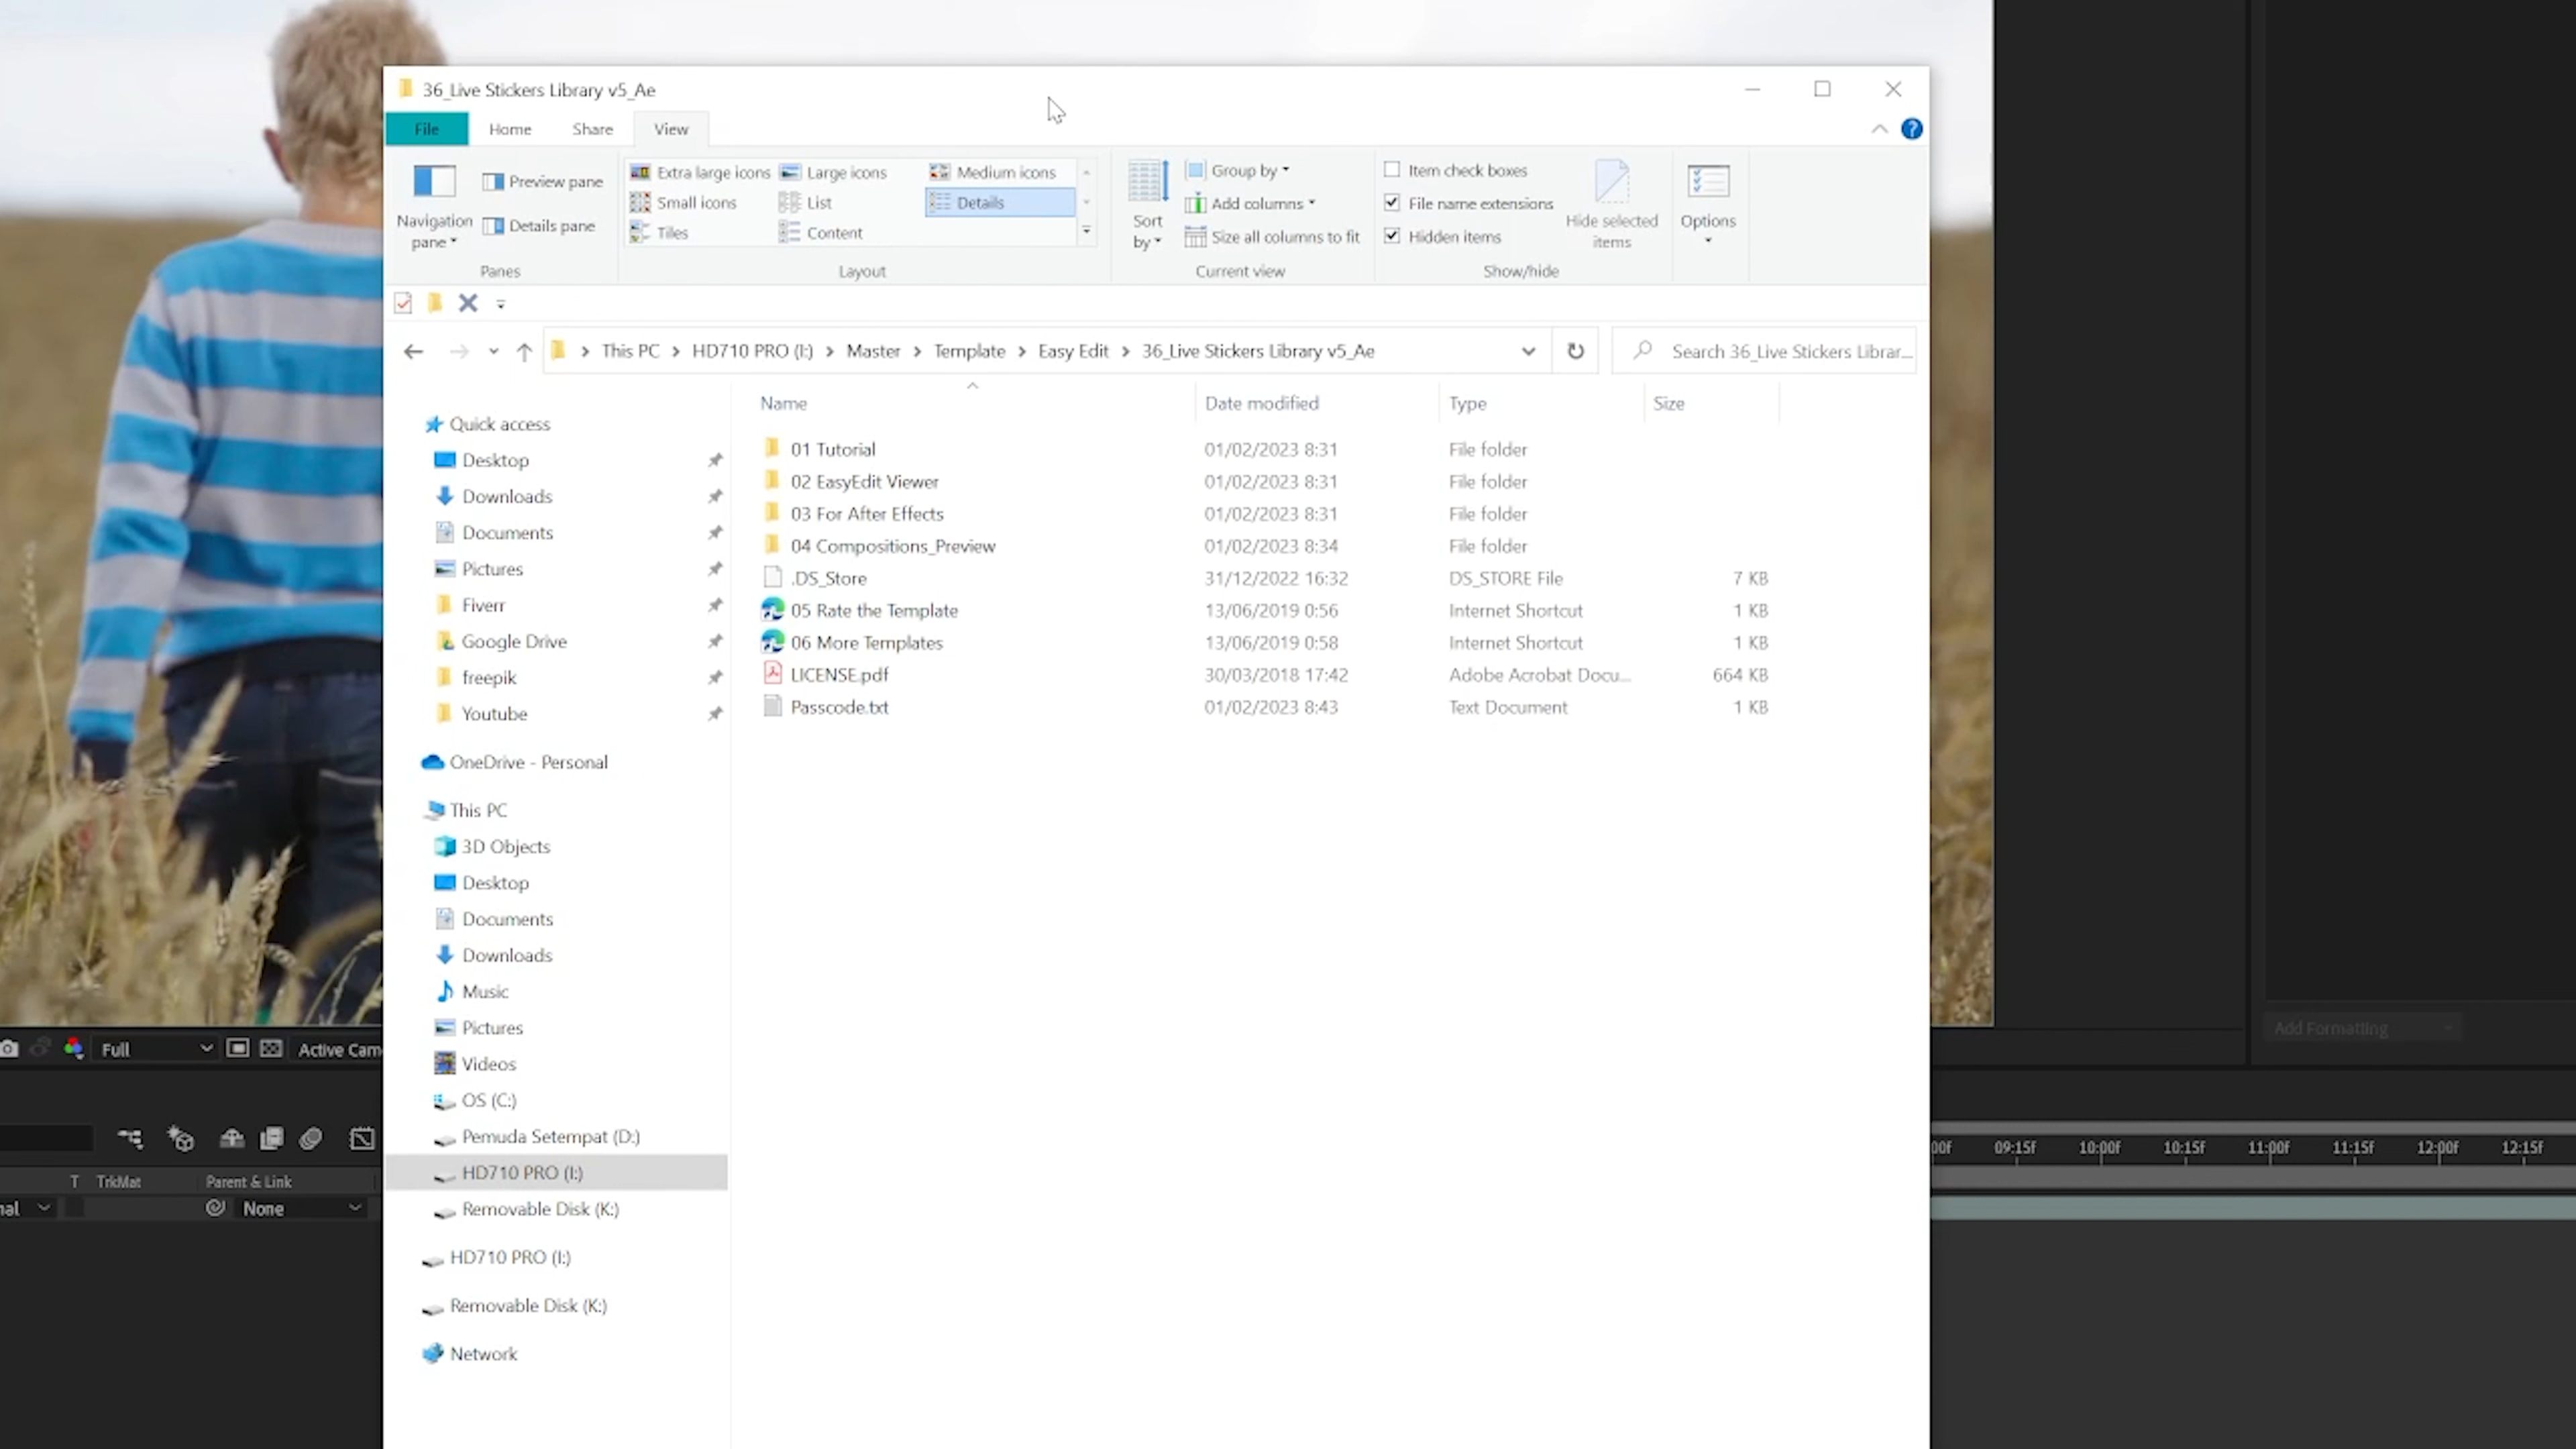 36_Live Stickers Library v5_Ae
File Home Share View
Navigation pane
Preview pane
Details pane
Panes
Extra large icons Large icons Medium icons
Small icons List Details
Tiles Content
Layout
Sort by
Group by
Add columns
Size all columns to fit
Current view
Item check boxes
File name extensions
Hidden items
Hide selected items
Show/hide
Options
This PC > HD710 PRO (I:) > Master > Template > Easy Edit > 36_Live Stickers Library v5_Ae
Search 36_Live Stickers Librar...
Name Date modified Type Size
01 Tutorial 01/02/2023 8:31 File folder
02 EasyEdit Viewer 01/02/2023 8:31 File folder
03 For After Effects 01/02/2023 8:31 File folder
04 Compositions_Preview 01/02/2023 8:34 File folder
.DS_Store 31/12/2022 16:32 DS_STORE File 7 KB
05 Rate the Template 13/06/2019 0:56 Internet Shortcut 1 KB
06 More Templates 13/06/2019 0:58 Internet Shortcut 1 KB
LICENSE.pdf 30/03/2018 17:42 Adobe Acrobat Docu... 664 KB
Passcode.txt 01/02/2023 8:43 Text Document 1 KB
Quick access
Desktop
Downloads
Documents
Pictures
Fiverr
Google Drive
freepik
Youtube
OneDrive - Personal
This PC
3D Objects
Desktop
Documents
Downloads
Music
Pictures
Videos
OS (C:)
Pemuda Setempat (D:)
HD710 PRO (I:)
Removable Disk (K:)
HD710 PRO (I:)
Removable Disk (K:)
Network
Full
Active Cam
T TrkMat Parent & Link
nal None
Add Formatting
00f 09:15f 10:00f 10:15f 11:00f 11:15f 12:00f 12:15f